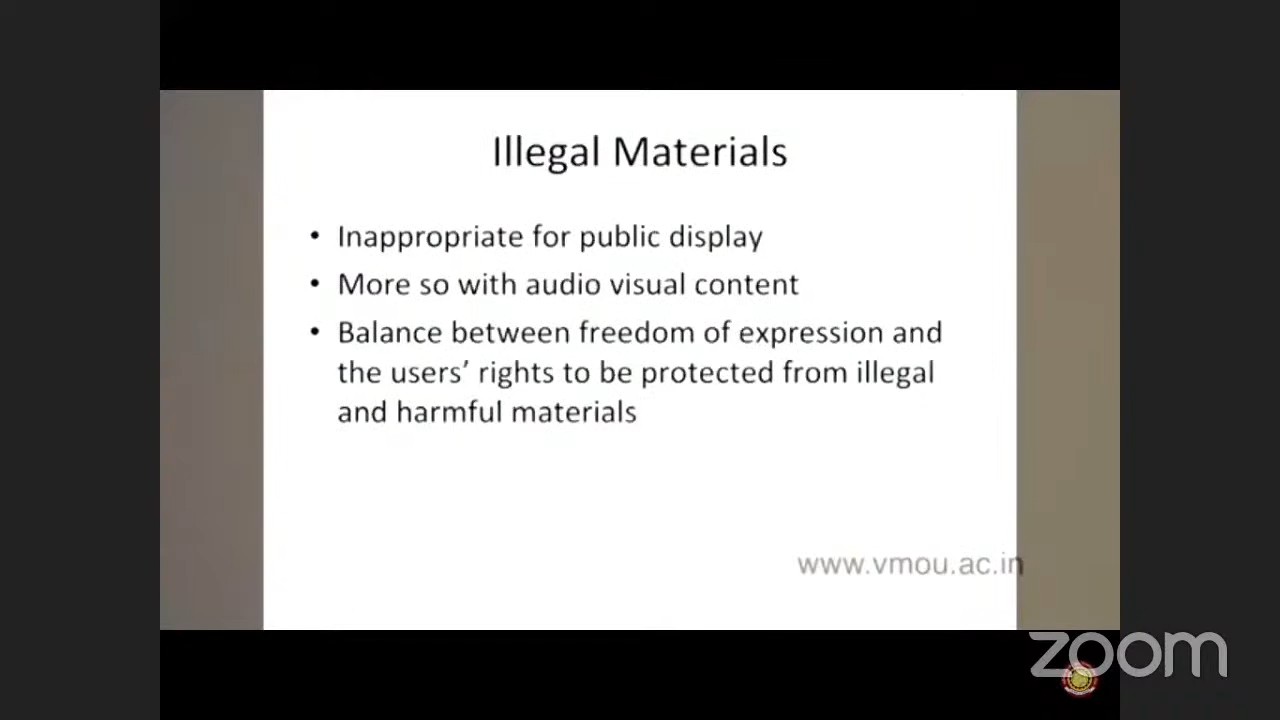 Illegal Materials
• Inappropriate for public display
• More so with audio visual content
• Balance between freedom of expression and
the users’ rights to be protected from illegal
and harmful materials
www.vmou.ac.in
zoom